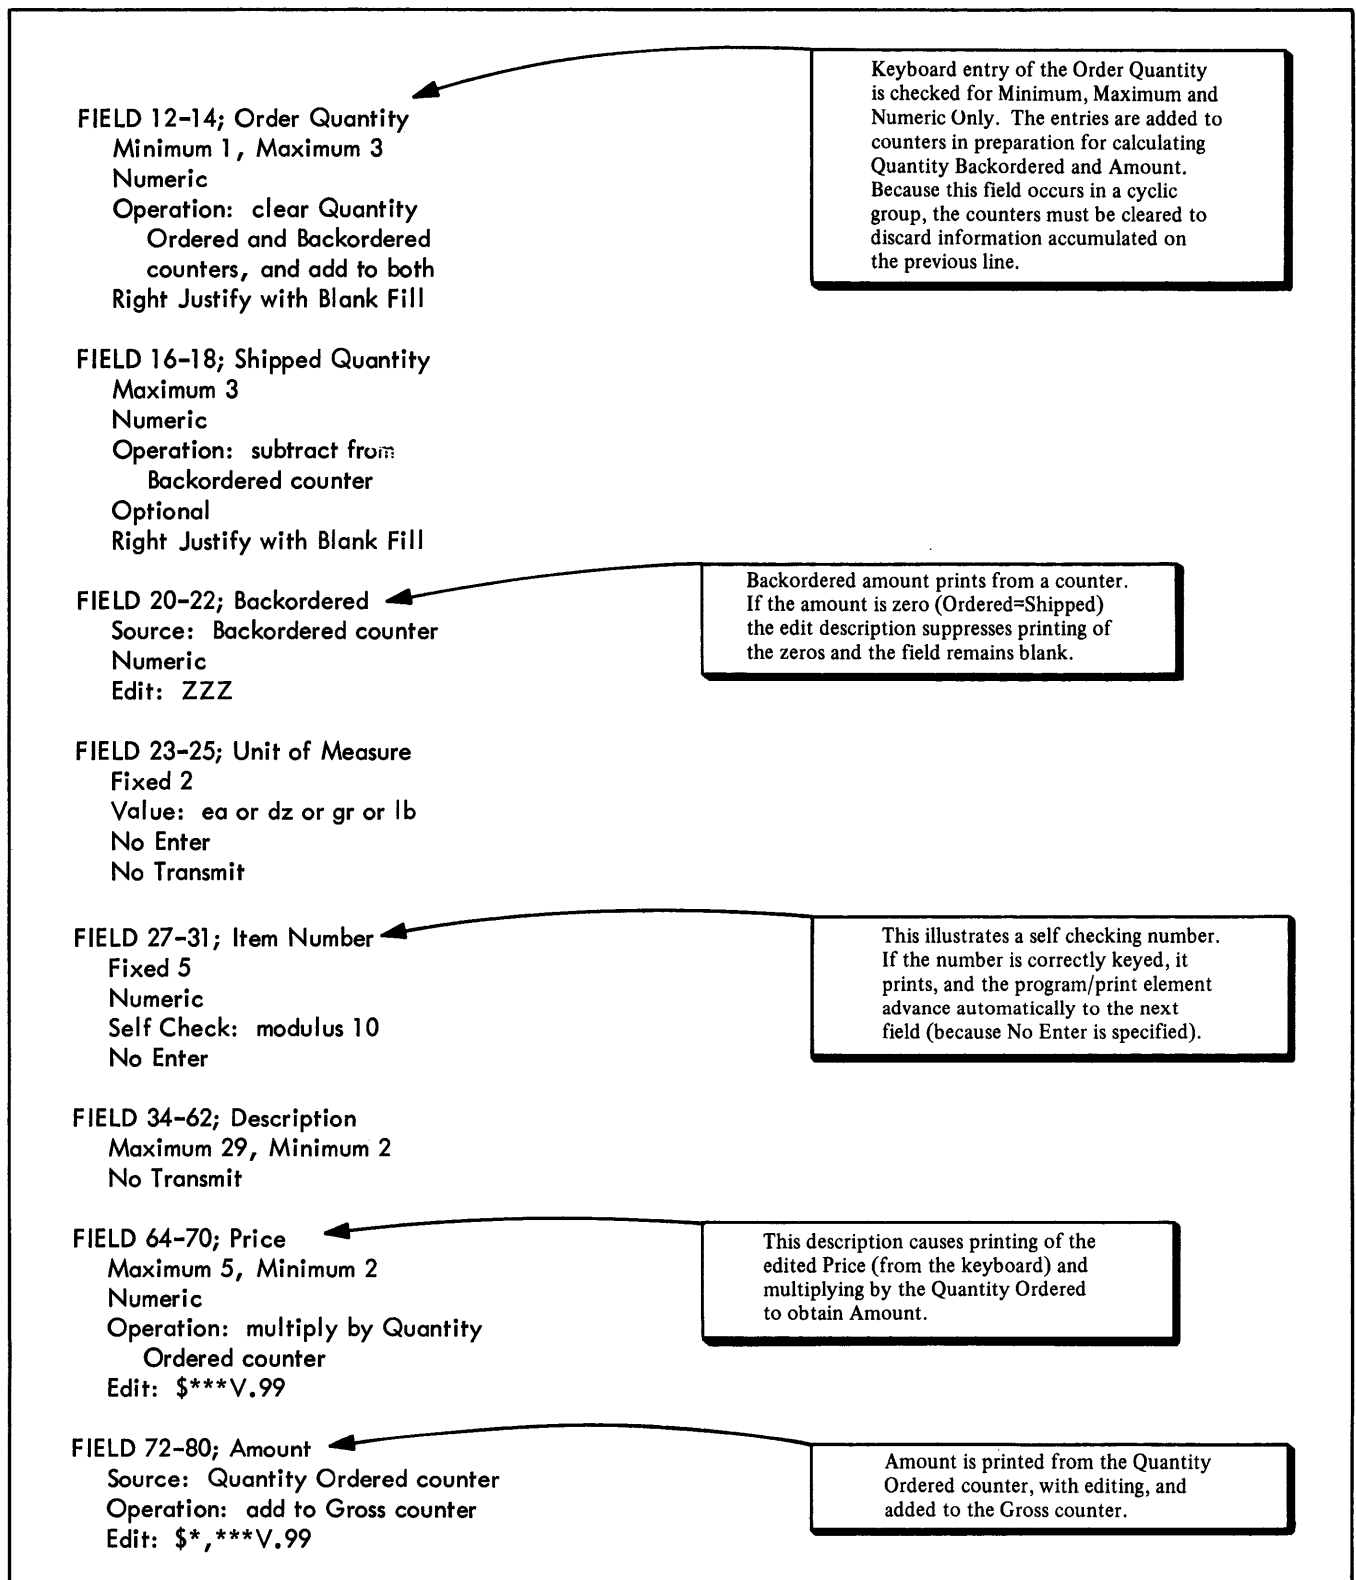 FIELD 12-14; Order Quantity
Minimum 1, Maximum 3
Numeric
Operation: clear Quantity
Ordered and Backordered
counters, and add to both
Right Justify with Blank Fill
Keyboard entry of the Order Quantity
is checked for Minimum, Maximum and
Numeric Only. The entries are added to
counters in preparation for calculating
Quantity Backordered and Amount.
Because this field occurs in a cyclic
group, the counters must be cleared to
discard information accumulated on
the previous line.
FIELD 16-18; Shipped Quantity
Maximum 3
Numeric
Operation: subtract from
Backordered counter
Optional
Right Justify with Blank Fill
FIELD 20-22; Backordered
Source: Backordered counter
Numeric
Edit: ZZZ
Backordered amount prints from a counter.
If the amount is zero (Ordered=Shipped)
the edit description suppresses printing of
the zeros and the field remains blank.
FIELD 23-25; Unit of Measure
Fixed 2
Value: ea or dz or gr or lb
No Enter
No Transmit
FIELD 27-31; Item Number
Fixed 5
Numeric
Self Check: modulus 10
No Enter
This illustrates a self checking number.
If the number is correctly keyed, it
prints, and the program/print element
advance automatically to the next
field (because No Enter is specified).
FIELD 34-62; Description
Maximum 29, Minimum 2
No Transmit
FIELD 64-70; Price
Maximum 5, Minimum 2
Numeric
Operation: multiply by Quantity
Ordered counter
Edit: $***V.99
This description causes printing of the
edited Price (from the keyboard) and
multiplying by the Quantity Ordered
to obtain Amount.
FIELD 72-80; Amount
Source: Quantity Ordered counter
Operation: add to Gross counter
Edit: $*,***V.99
Amount is printed from the Quantity
Ordered counter, with editing, and
added to the Gross counter.